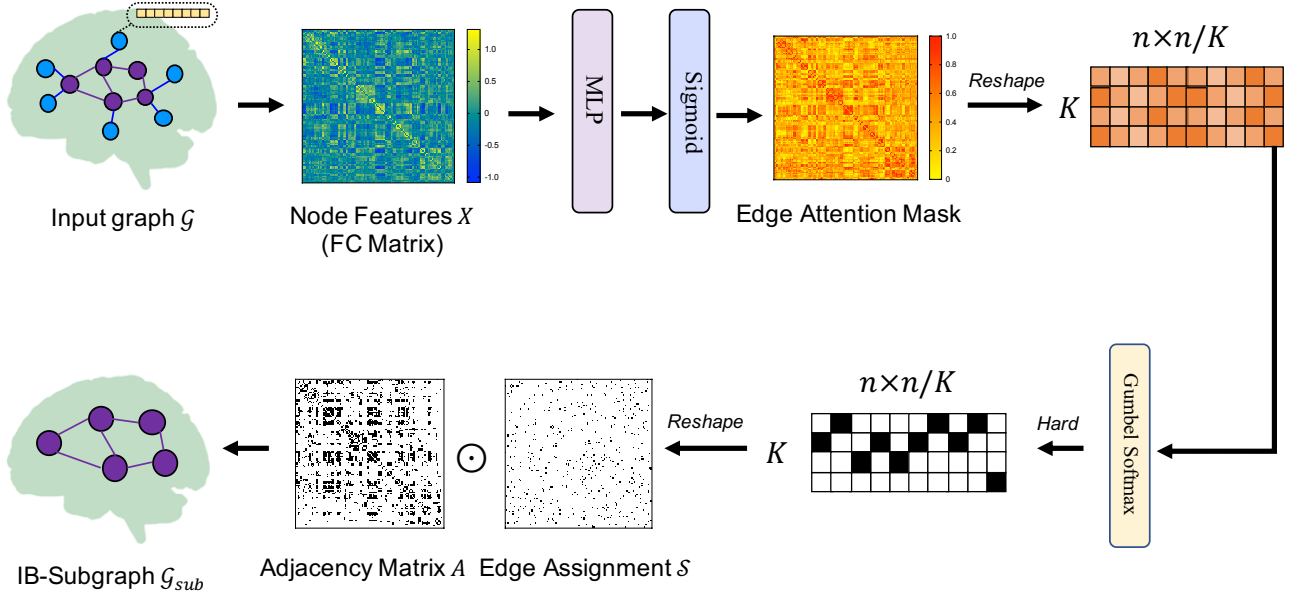 Input graph 𝒢
1
0.5
0
-0.5
-1.0
Node Features X
(FC Matrix)
MLP
Sigmoid
1.0
0.8
0.6
0.4
0.2
0
Edge Attention Mask
Reshape
n×n/K
K
Gumbel Softmax
Hard
n×n/K
K
Reshape
Edge Assignment 𝒮
⊙
Adjacency Matrix A
IB-Subgraph 𝒢sub